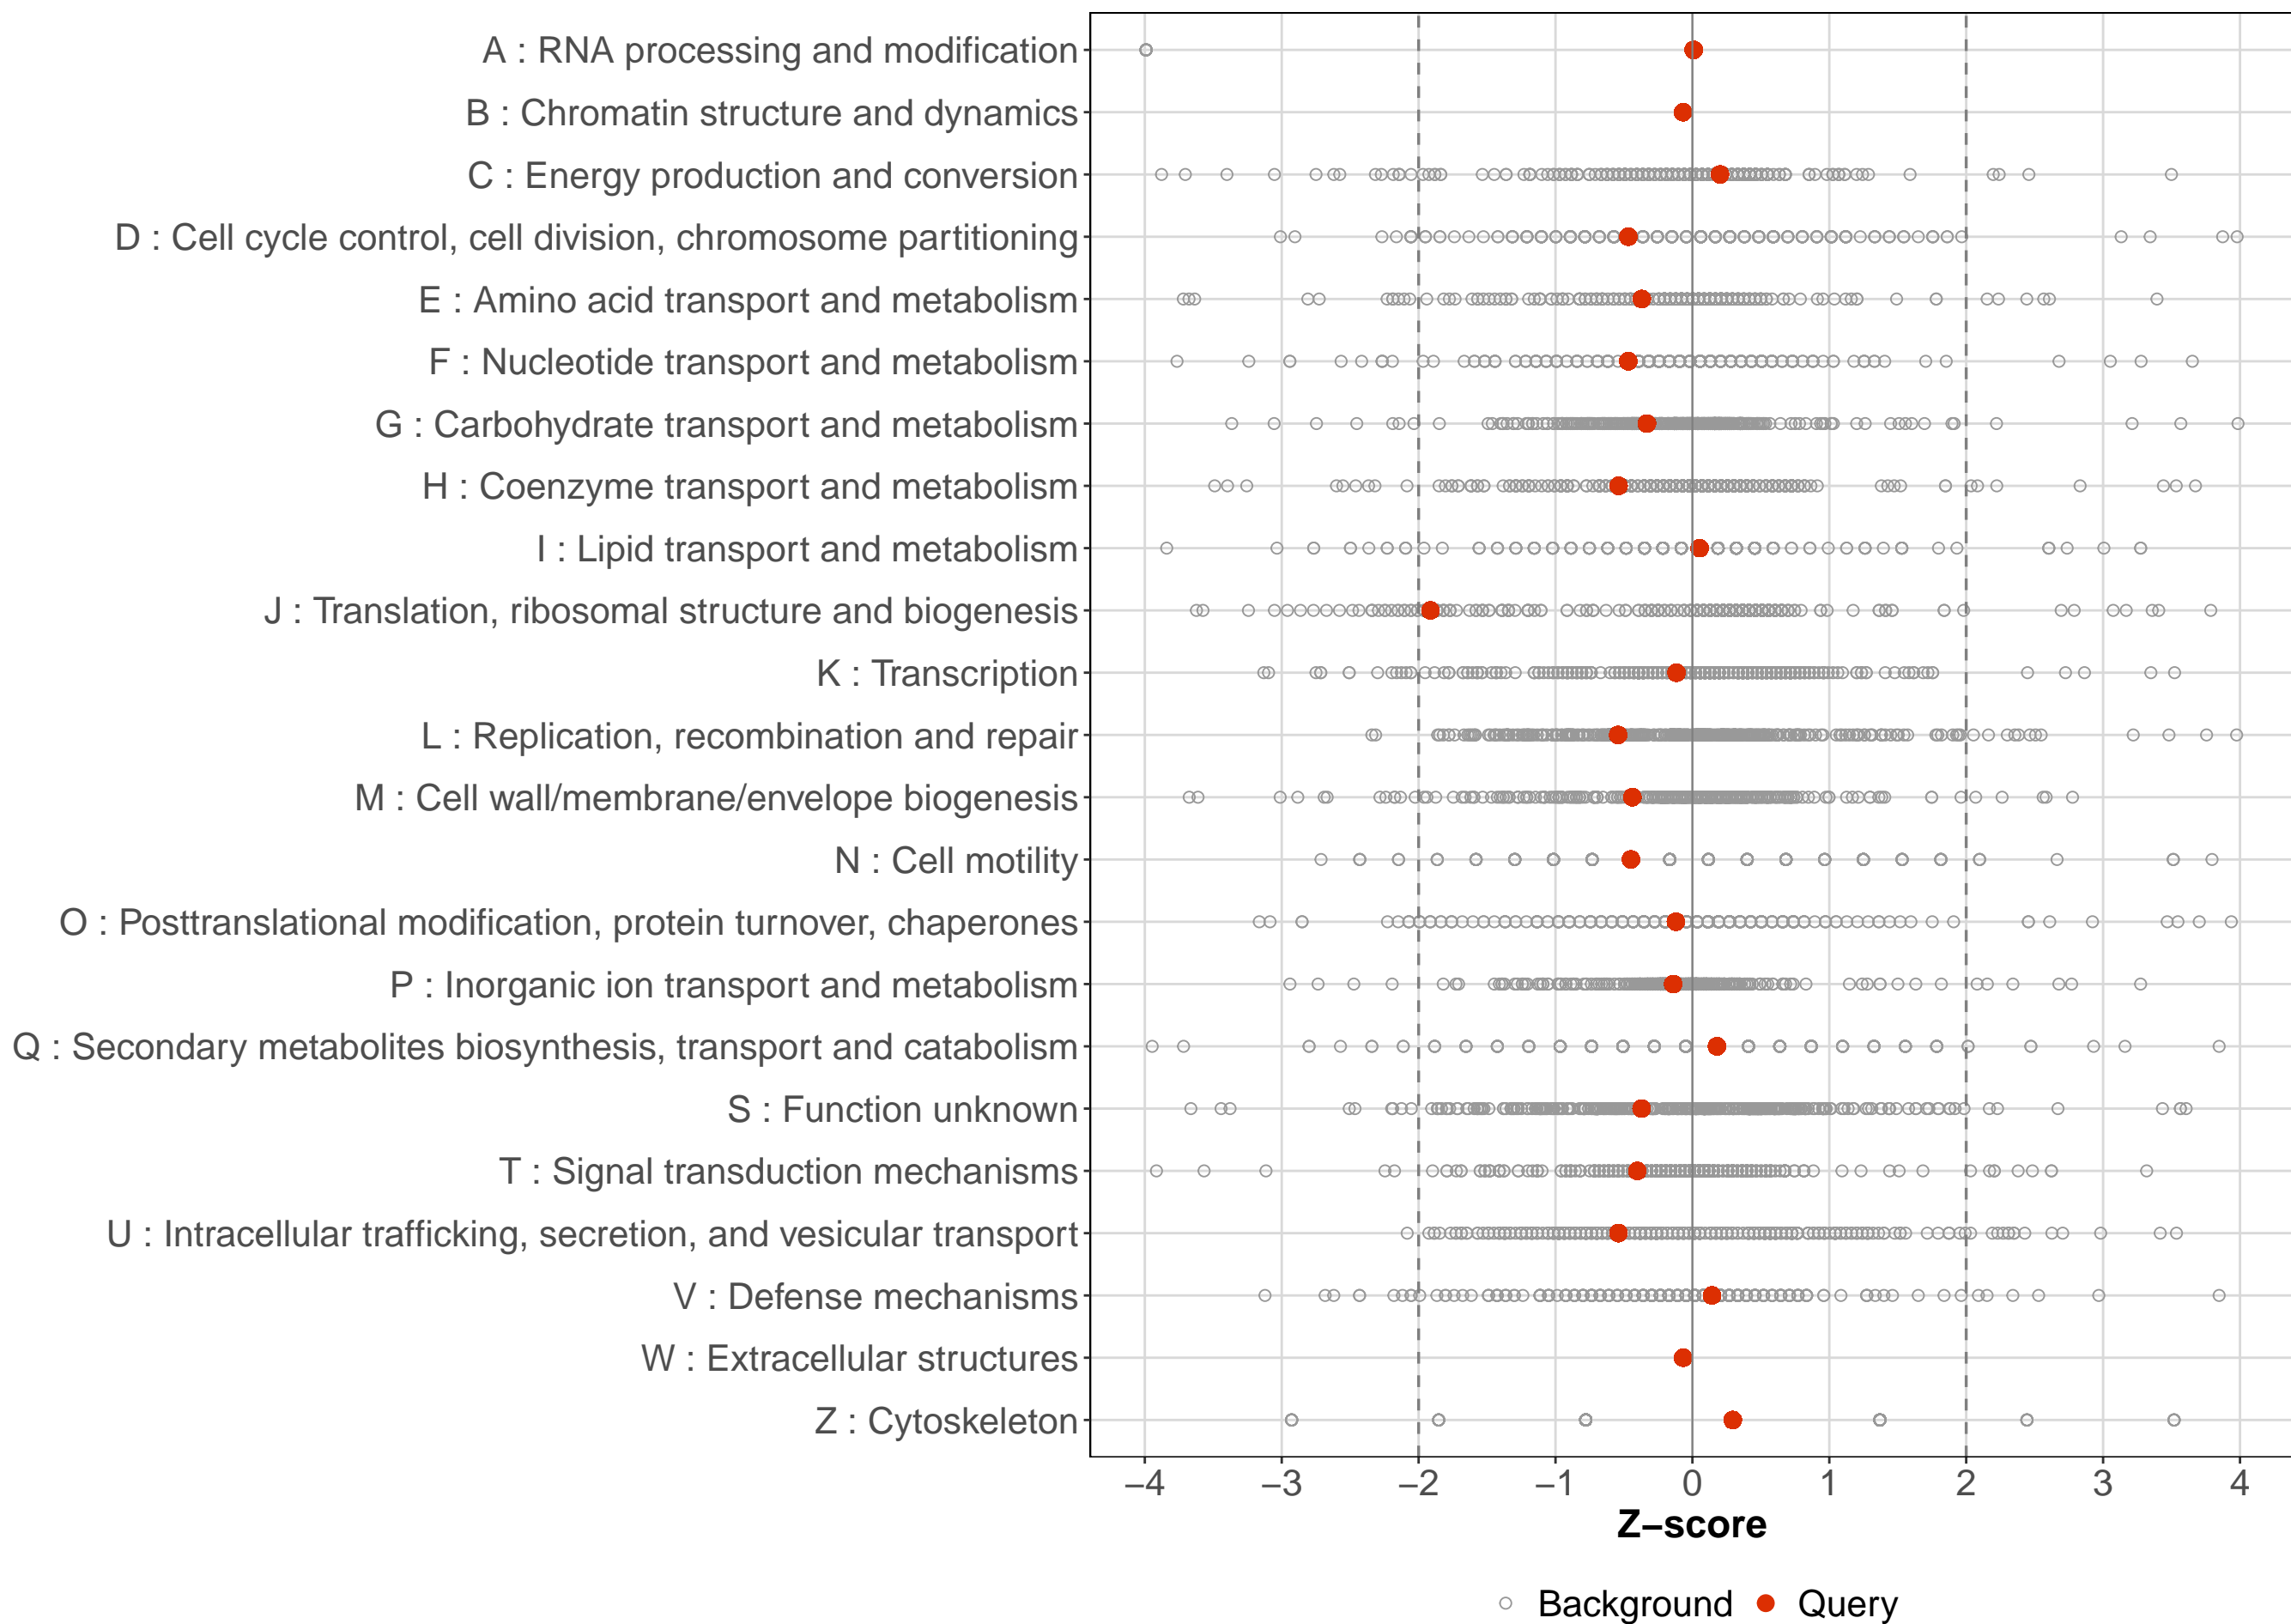 A : RNA processing and modification
B : Chromatin structure and dynamics
C : Energy production and conversion
D : Cell cycle control, cell division, chromosome partitioning
E : Amino acid transport and metabolism
F : Nucleotide transport and metabolism
G : Carbohydrate transport and metabolism
H : Coenzyme transport and metabolism
I : Lipid transport and metabolism
J : Translation, ribosomal structure and biogenesis
K : Transcription
L : Replication, recombination and repair
M : Cell wall/membrane/envelope biogenesis
N : Cell motility
O : Posttranslational modification, protein turnover, chaperones
P : Inorganic ion transport and metabolism
Q : Secondary metabolites biosynthesis, transport and catabolism
S : Function unknown
T : Signal transduction mechanisms
U : Intracellular trafficking, secretion, and vesicular transport
V : Defense mechanisms
W : Extracellular structures
Z : Cytoskeleton
−4 −3 −2 −1 0 1 2 3 4
Z−score
Background Query